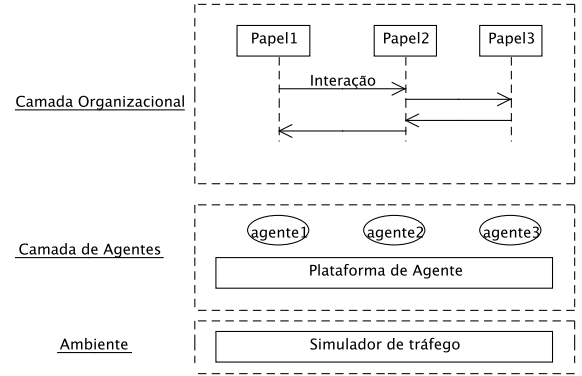 Papel1 Papel2 Papel3
Interação
Camada Organizacional
agente1 agente2 agente3
Camada de Agentes
Plataforma de Agente
Ambiente
Simulador de tráfego